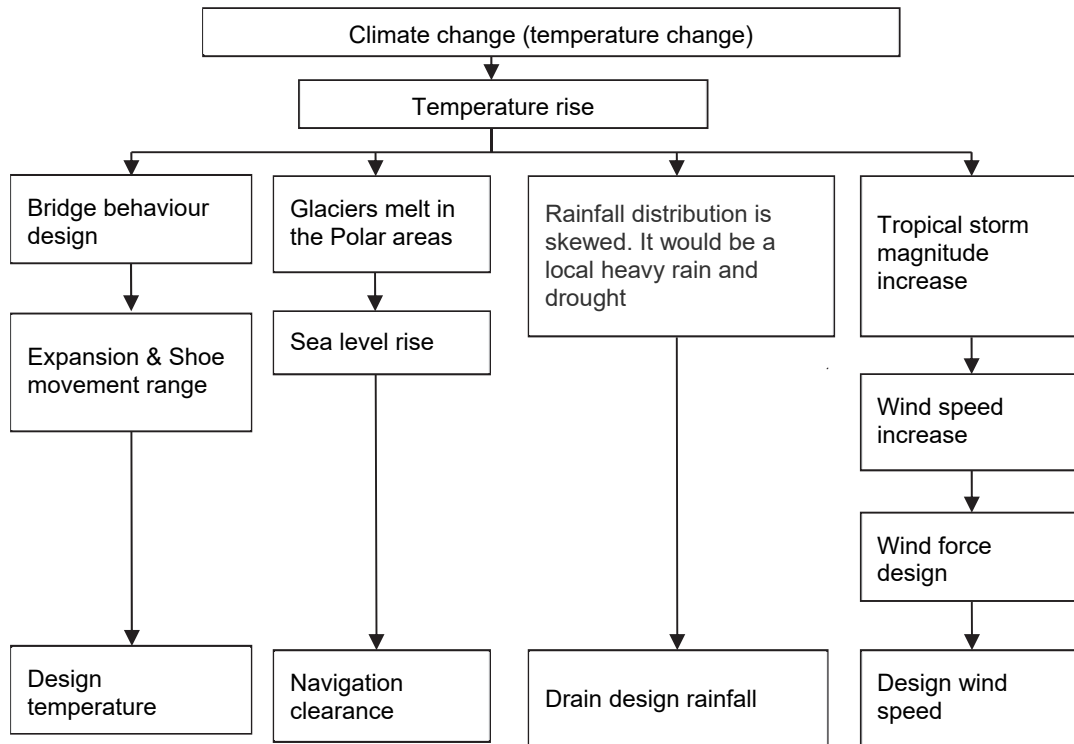 Climate change (temperature change)
Temperature rise
Bridge behaviour
design
Glaciers melt in
the Polar areas
Rainfall distribution is
skewed. It would be a
local heavy rain and
drought
Tropical storm
magnitude
increase
Expansion & Shoe
movement range
Sea level rise
Wind speed
increase
Wind force
design
Design
temperature
Navigation
clearance
Drain design rainfall
Design wind
speed